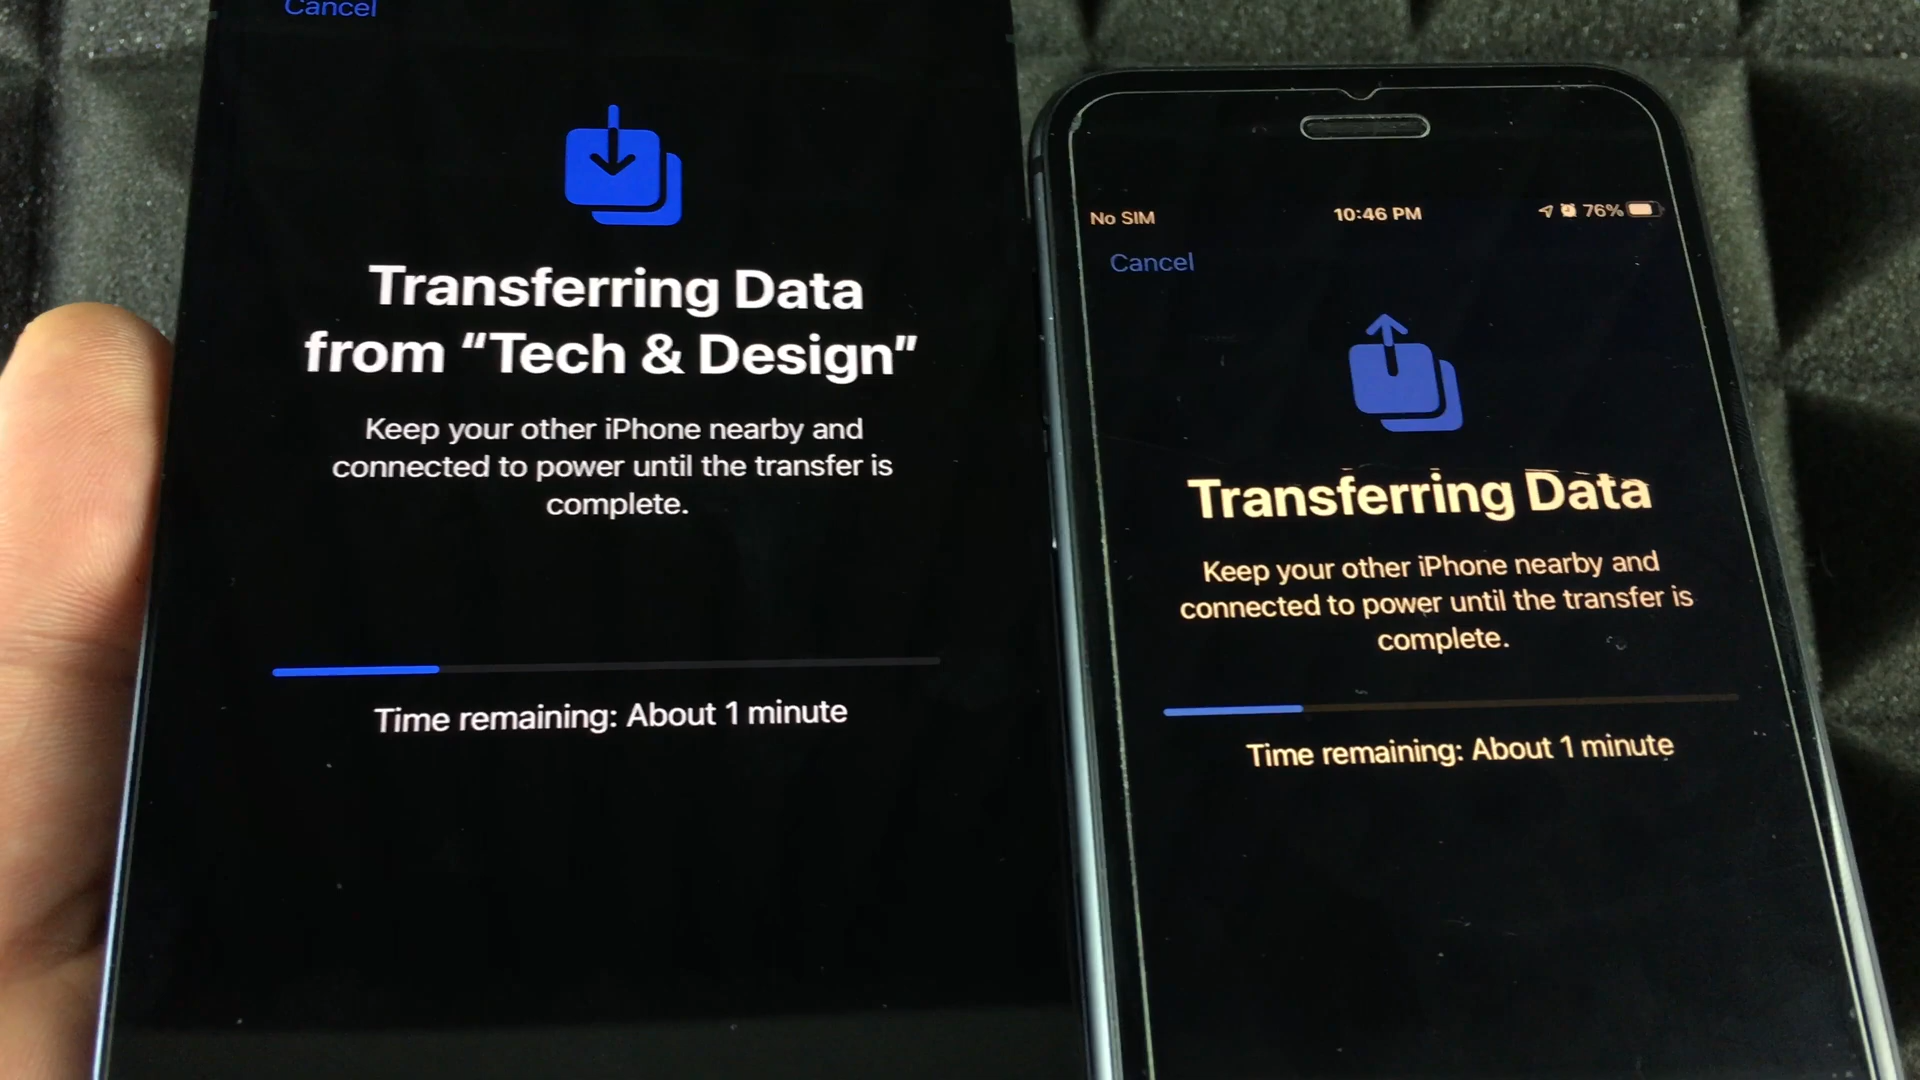 Cancel
Transferring Data
from “Tech & Design”
Keep your other iPhone nearby and
connected to power until the transfer is
complete.
Time remaining: About 1 minute
No SIM 10:46 PM 76%
Cancel
Transferring Data
Keep your other iPhone nearby and
connected to power until the transfer is
complete.
Time remaining: About 1 minute